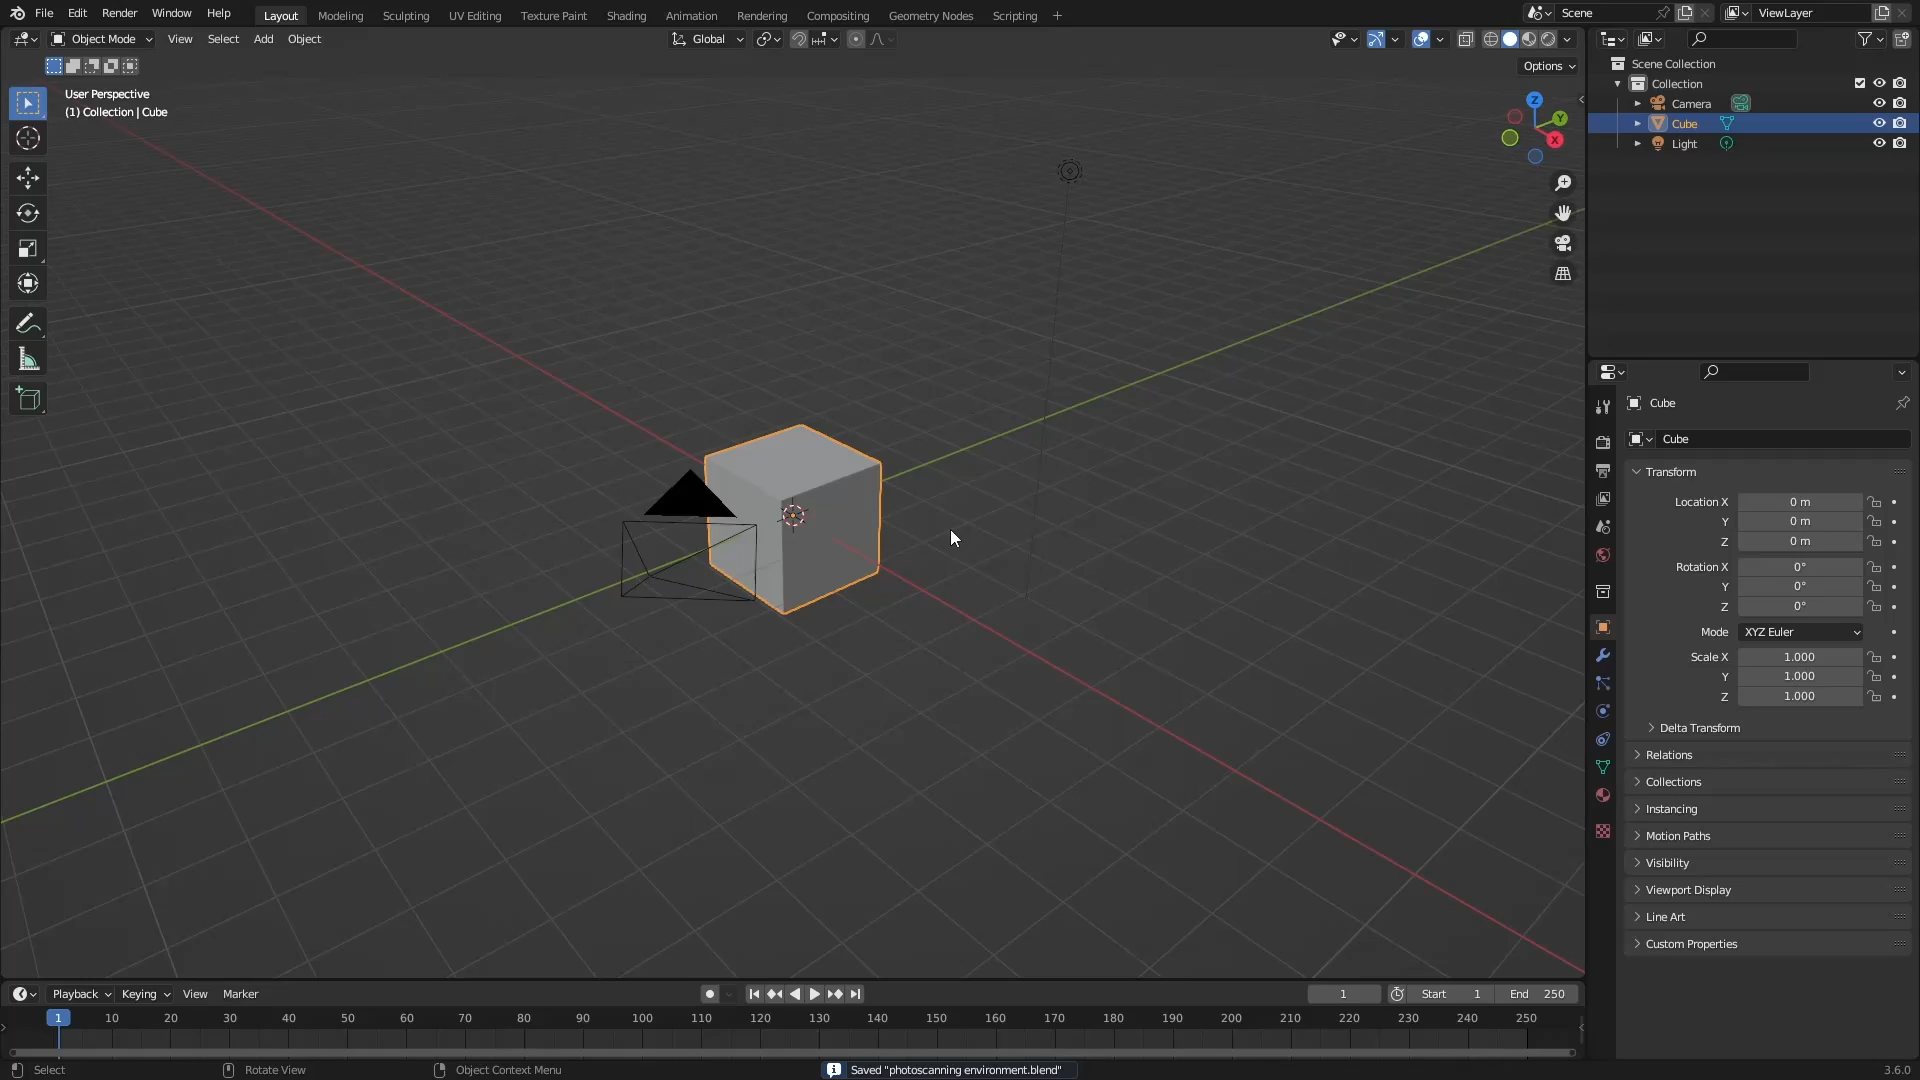 File Edit Render Window Help
Layout Modeling Sculpting UV Editing Texture Paint Shading Animation Rendering Compositing Geometry Nodes Scripting +
Scene
ViewLayer
Object Mode View Select Add Object
Global
Options
User Perspective
(1) Collection | Cube
Z
Y
X
Scene Collection
Collection
Camera
Cube
Light
Cube
Cube
Transform
Location X 0 m
Y 0 m
Z 0 m
Rotation X 0°
Y 0°
Z 0°
Mode XYZ Euler
Scale X 1.000
Y 1.000
Z 1.000
Delta Transform
Relations
Collections
Instancing
Motion Paths
Visibility
Viewport Display
Line Art
Custom Properties
Playback Keying View Marker
1 Start 1 End 250
1 10 20 30 40 50 60 70 80 90 100 110 120 130 140 150 160 170 180 190 200 210 220 230 240 250
Select Rotate View Object Context Menu Saved "photoscanning environment.blend" 3.6.0